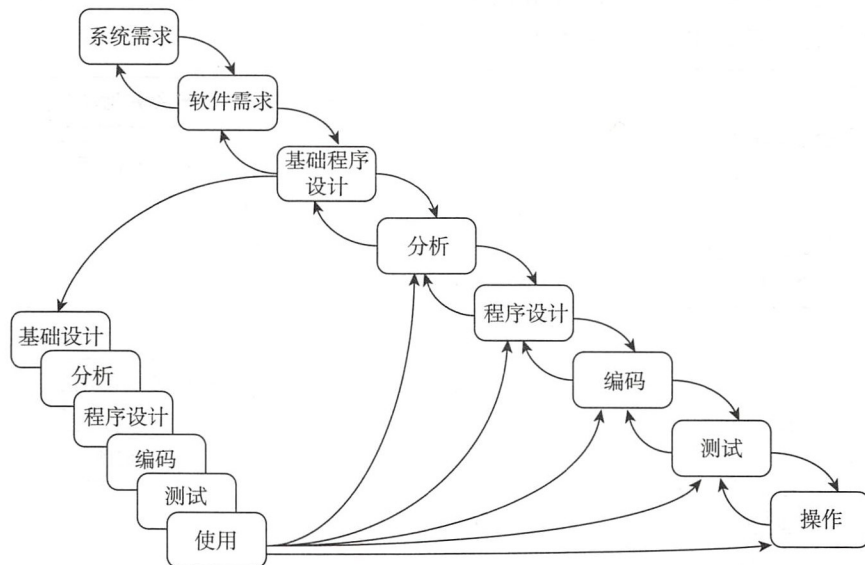 系统需求
软件需求
基础程序
设计
分析
程序设计
编码
测试
操作
基础设计
分析
程序设计
编码
测试
使用